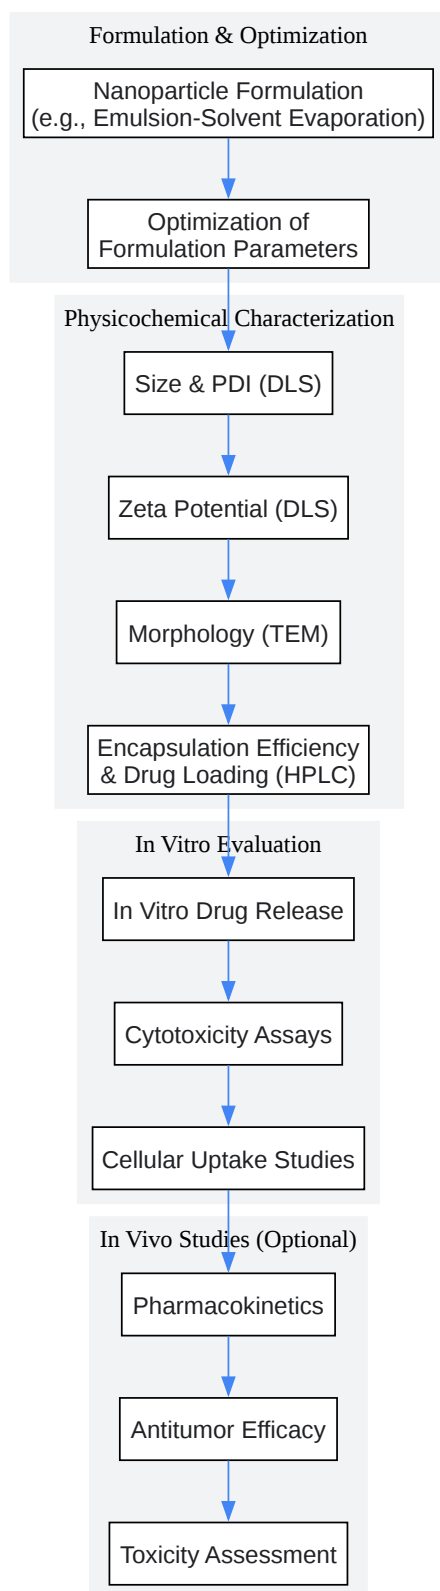 Formulation & Optimization
Nanoparticle Formulation
(e.g., Emulsion-Solvent Evaporation)
Optimization of
Formulation Parameters
Physicochemical Characterization
Size & PDI (DLS)
Zeta Potential (DLS)
Morphology (TEM)
Encapsulation Efficiency
& Drug Loading (HPLC)
In Vitro Evaluation
In Vitro Drug Release
Cytotoxicity Assays
Cellular Uptake Studies
In Vivo Studies (Optional)
Pharmacokinetics
Antitumor Efficacy
Toxicity Assessment